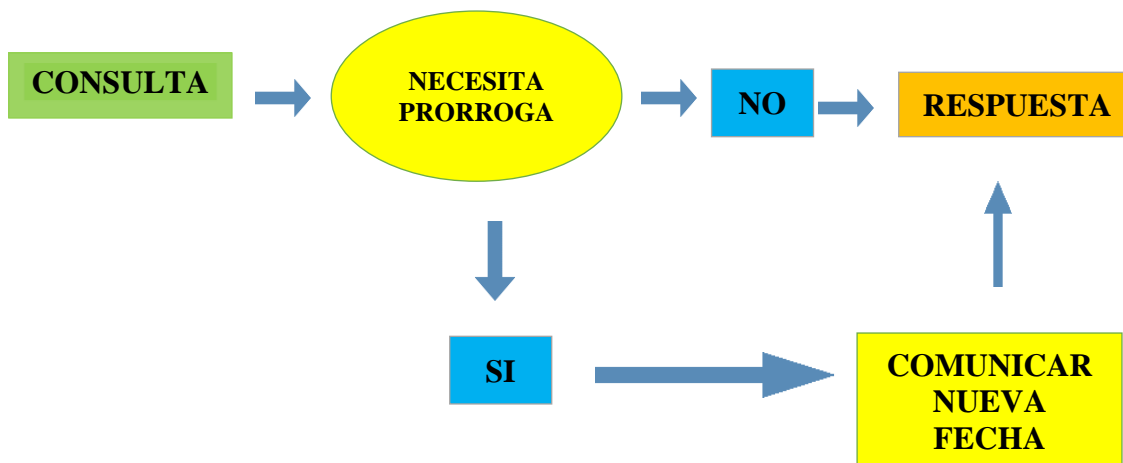 CONSULTA
NECESITA
PRORROGA
NO
RESPUESTA
SI
COMUNICAR
NUEVA
FECHA